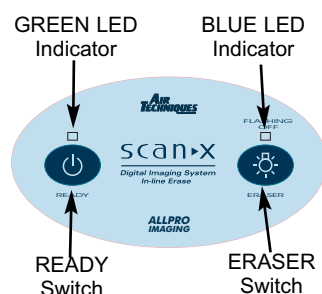 GREEN LED
Indicator
BLUE LED
Indicator
AIR
TECHNIQUES
FLASHING
OFF
scan x
Digital Imaging System
In-line Erase
READY
ERASER
ALLPRO
IMAGING
READY
Switch
ERASER
Switch